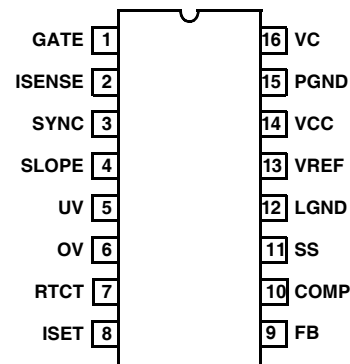 GATE 1 16 VC
ISENSE 2 15 PGND
SYNC 3 14 VCC
SLOPE 4 13 VREF
UV 5 12 LGND
OV 6 11 SS
RTCT 7 10 COMP
ISET 8 9 FB